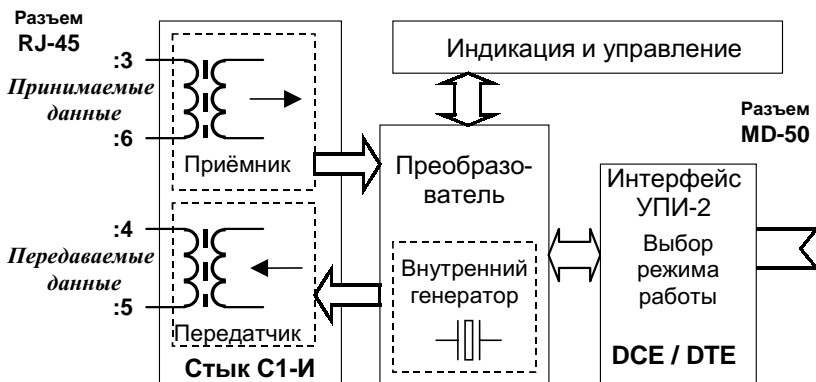 Разъем
RJ-45
:3
Принимаемые
данные
:6
Приёмник
:4
Передаваемые
данные
:5
Передатчик
Стык С1-И
Индикация и управление
Преобразо-
ватель
Внутренний
генератор
Разъем
MD-50
Интерфейс
УПИ-2
Выбор
режима
работы
DCE / DTE